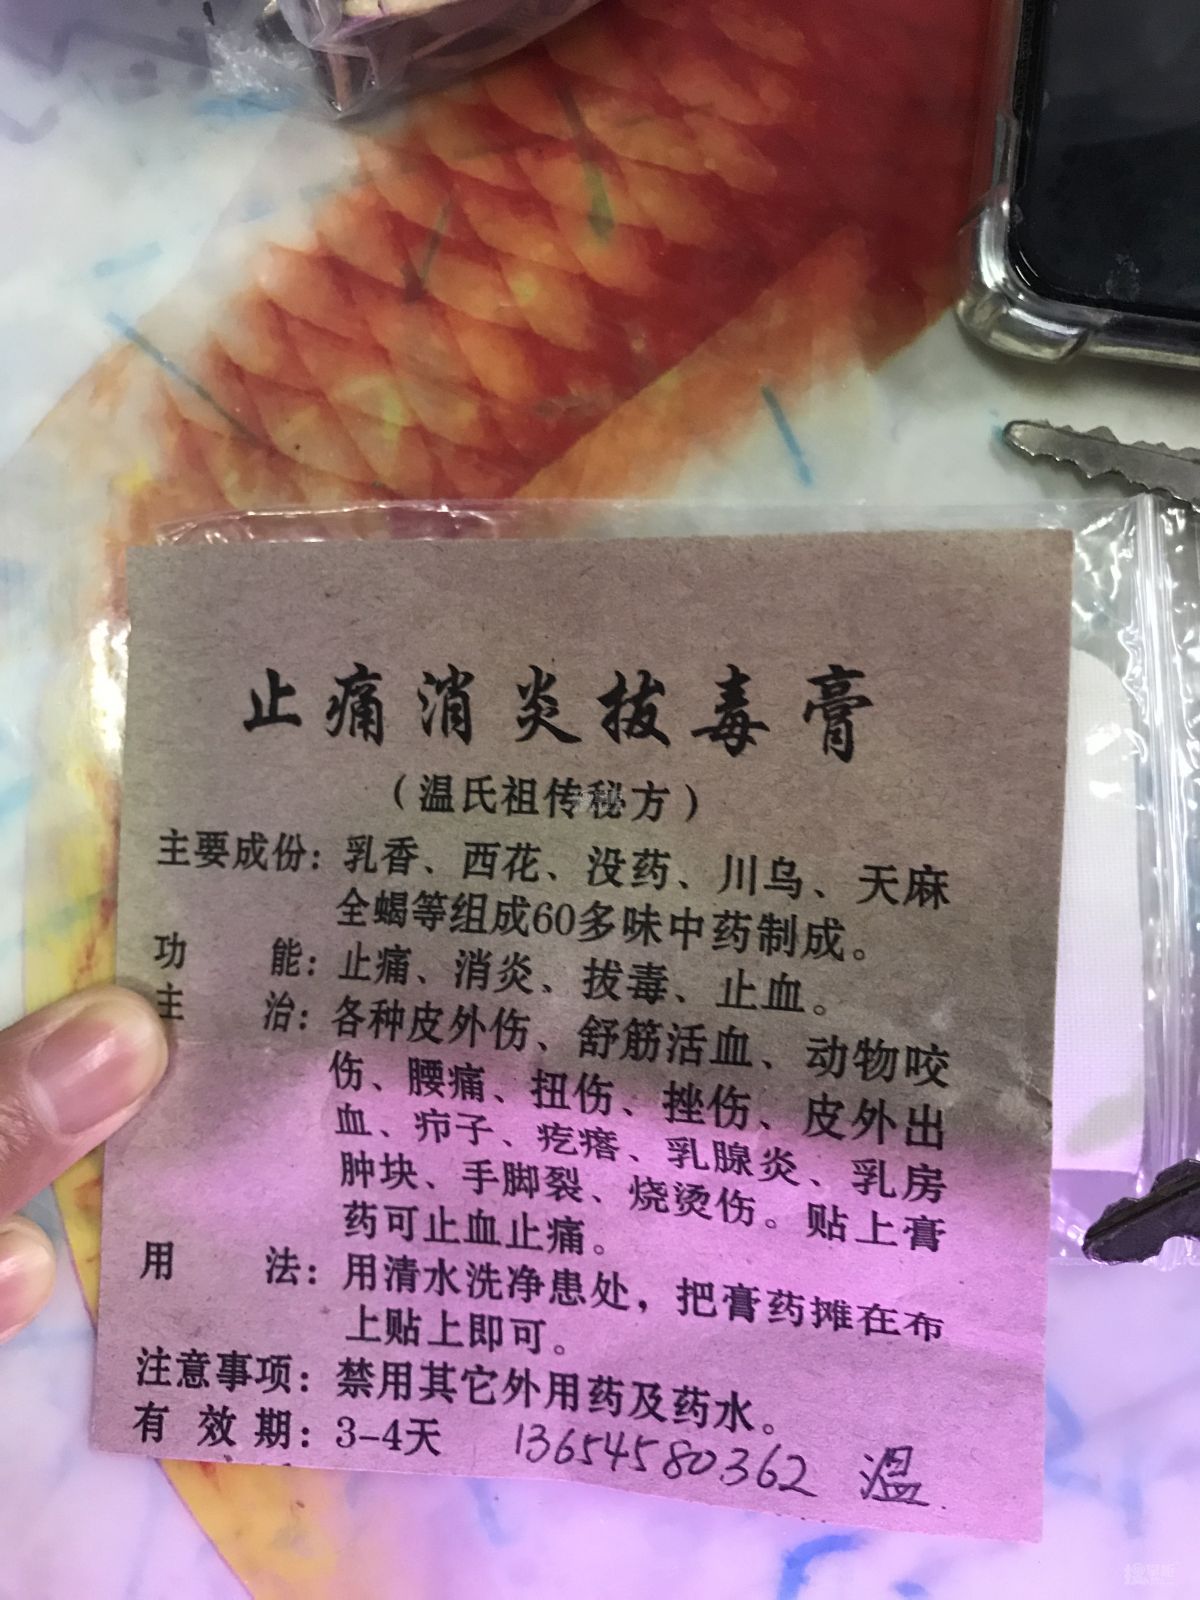 止痛消炎拔毒膏
（温氏祖传秘方）
主要成份：乳香、西花、没药、川乌、天麻
全蝎等组成60多味中药制成。
功能：止痛、消炎、拔毒、止血。
主治：各种皮外伤、舒筋活血、动物咬
伤、腰痛、扭伤、挫伤、皮外出
血、疖子、疙瘩、乳腺炎、乳房
肿块、手脚裂、烧烫伤。贴上膏
药可止血止痛。
用法：用清水洗净患处，把膏药摊在布
上贴上即可。
注意事项：禁用其它外用药及药水。
有效期：3-4天 13654580362 溫